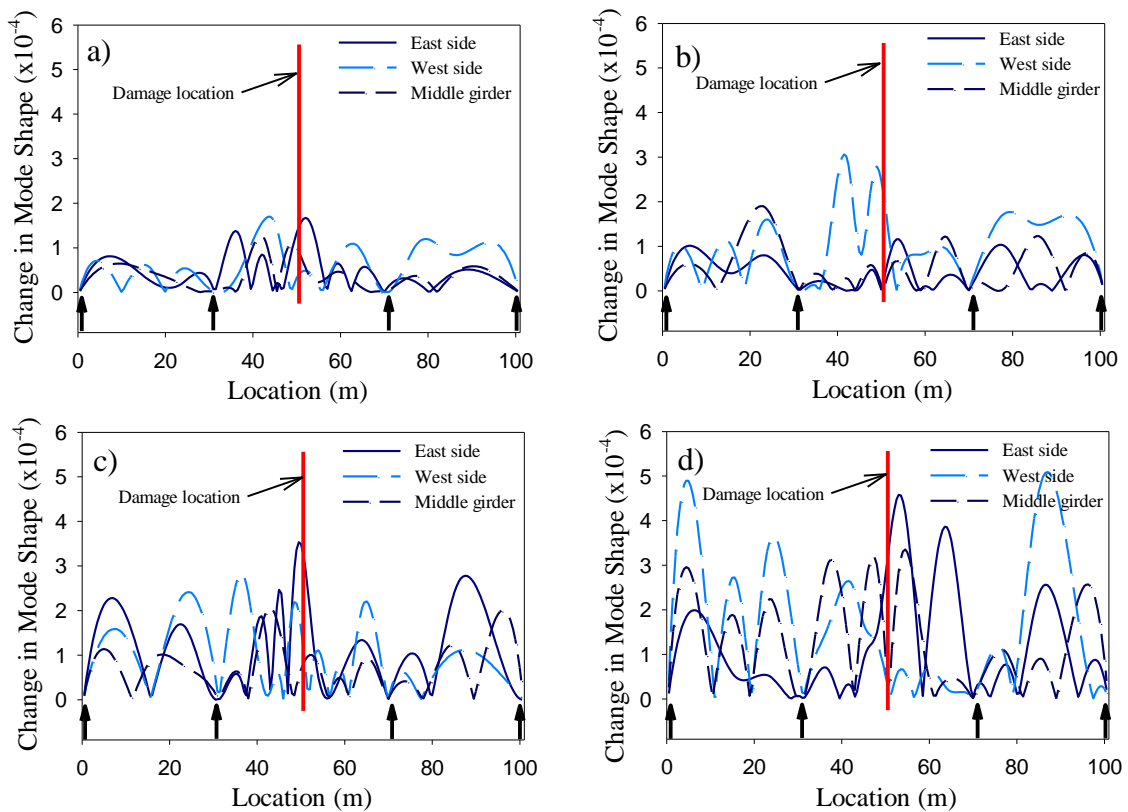 a)
Change in Mode Shape (x10-4)
6
5
4
3
2
1
0
East side
West side
Middle girder
Damage location
0 20 40 60 80 100
Location (m)
b)
Change in Mode Shape (x10-4)
6
5
4
3
2
1
0
East side
West side
Middle girder
Damage location
0 20 40 60 80 100
Location (m)
c)
Change in Mode Shape (x10-4)
6
5
4
3
2
1
0
East side
West side
Middle girder
Damage location
0 20 40 60 80 100
Location (m)
d)
Change in Mode Shape (x10-4)
6
5
4
3
2
1
0
East side
West side
Middle girder
Damage location
0 20 40 60 80 100
Location (m)